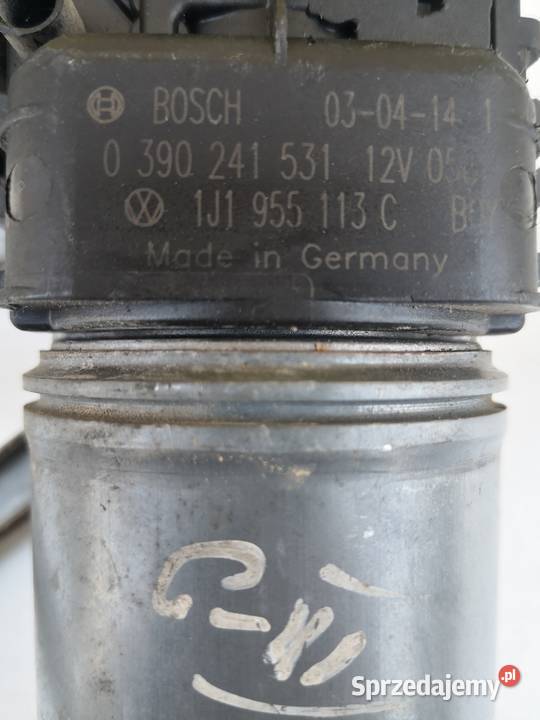 BOSCH 03-04-14 1
0 390 241 531 12V
1J1 955 113 C
Made in Germany
Sprzedajemy.pl